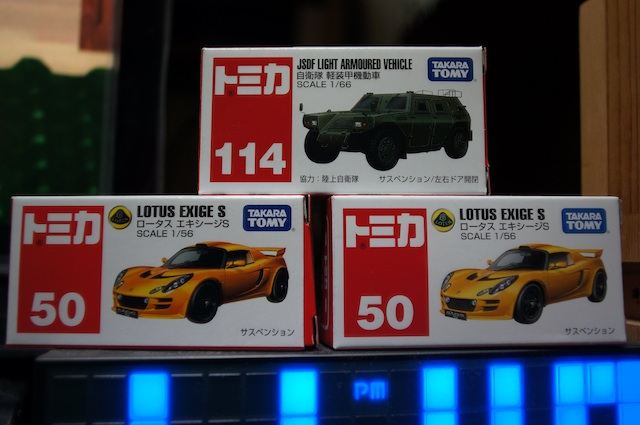 トミカ
114
JSDF LIGHT ARMOURED VEHICLE
自衛隊 軽装甲機動車
SCALE 1/66
TAKARA
TOMY
協力：陸上自衛隊
サスペンション/左右ドア開閉
トミカ
50
LOTUS EXIGE S
ロータス エキシージS
SCALE 1/56
TAKARA
TOMY
サスペンション
トミカ
50
LOTUS EXIGE S
ロータス エキシージS
SCALE 1/56
TAKARA
TOMY
サスペンション
PM